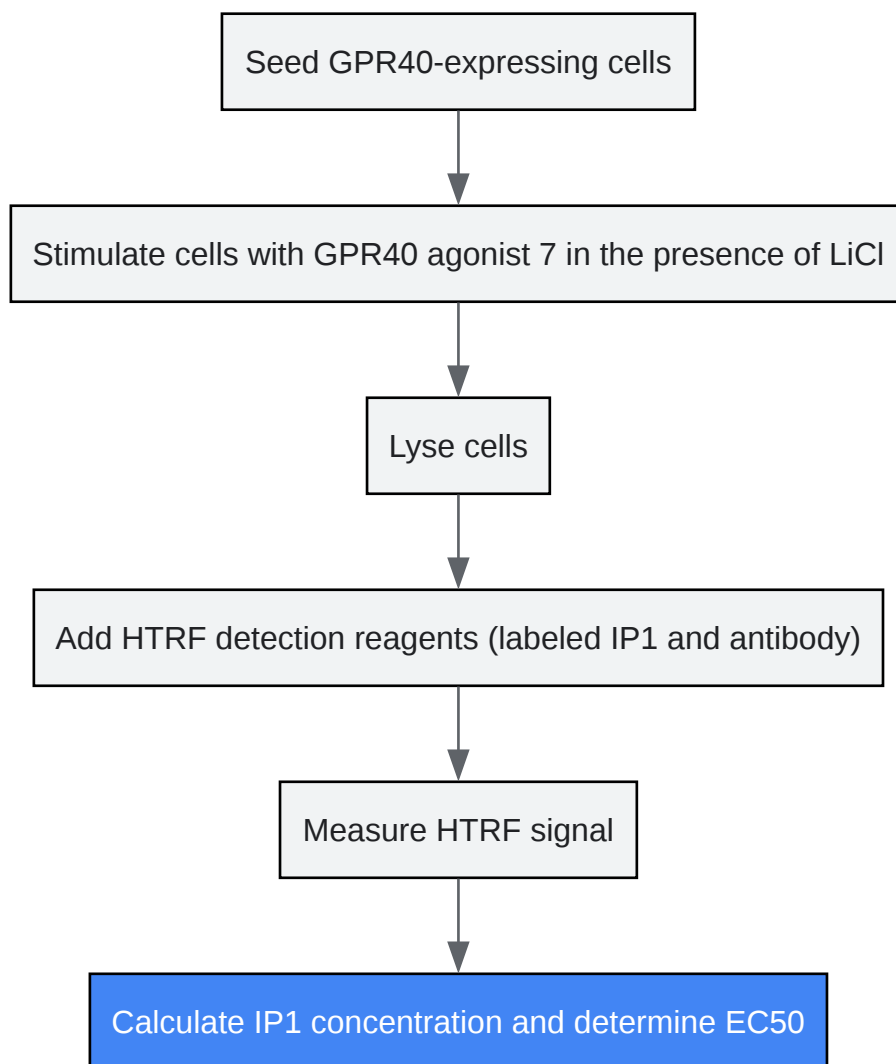 Seed GPR40-expressing cells
Stimulate cells with GPR40 agonist 7 in the presence of LiCl
Lyse cells
Add HTRF detection reagents (labeled IP1 and antibody)
Measure HTRF signal
Calculate IP1 concentration and determine EC50